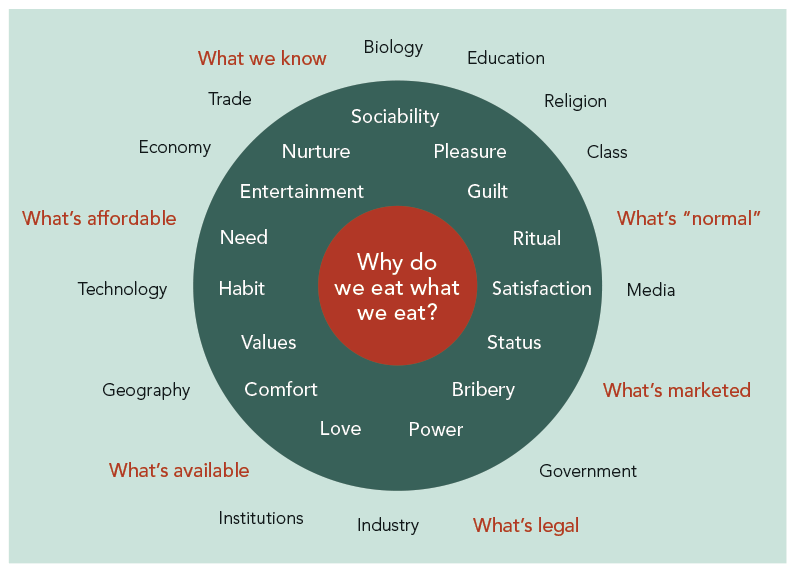 Biology
What we know
Education
Trade
Religion
Sociability
Economy
Nurture
Pleasure
Class
Entertainment
Guilt
What's affordable
What's “normal”
Need
Ritual
Why do
we eat what
we eat?
Technology
Habit
Satisfaction
Media
Values
Status
Geography
Comfort
Bribery
What's marketed
Love
Power
What's available
Government
Institutions
Industry
What's legal